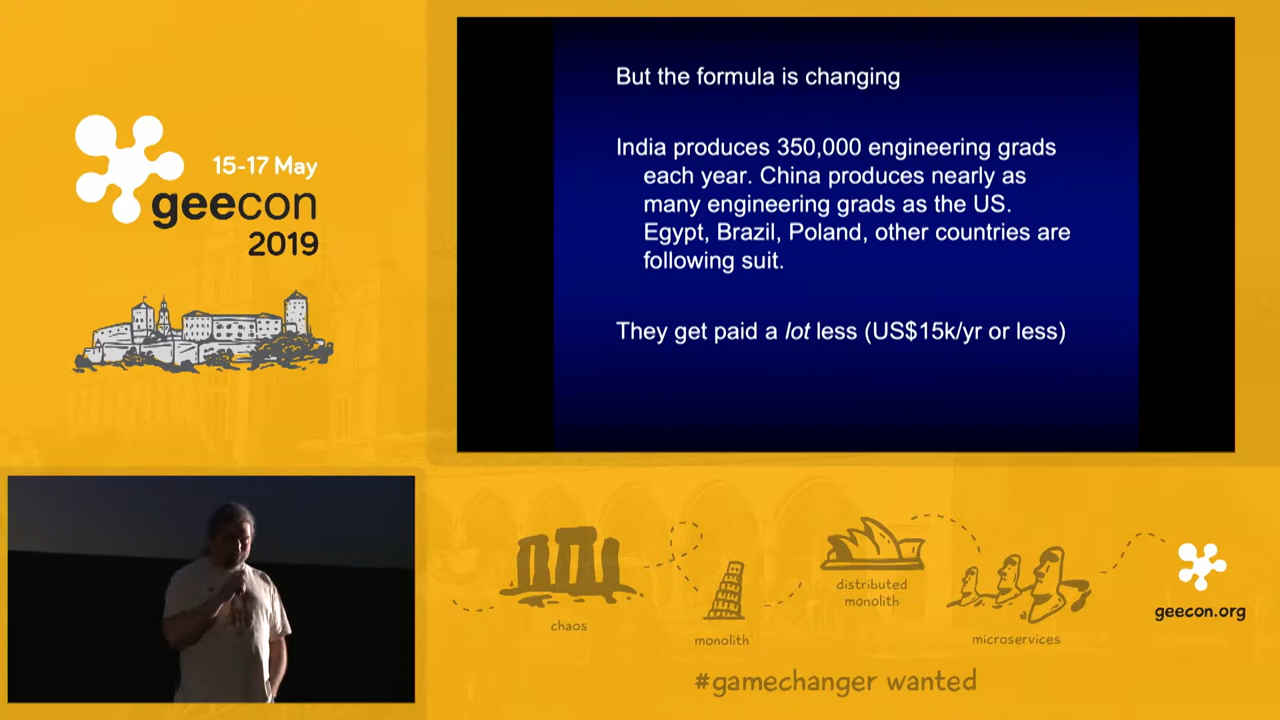 15-17 May
geecon
2019
But the formula is changing
India produces 350,000 engineering grads
each year. China produces nearly as
many engineering grads as the US.
Egypt, Brazil, Poland, other countries are
following suit.
They get paid a lot less (US$15k/yr or less)
chaos
monolith
distributed
monolith
microservices
geecon.org
#gamechanger wanted